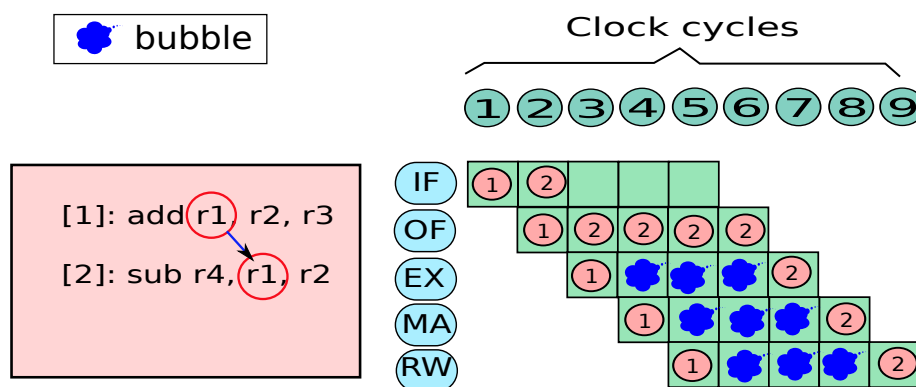 bubble
Clock cycles
1 2 3 4 5 6 7 8 9
[1]: add r1, r2, r3
[2]: sub r4, r1, r2
IF 1 2
OF 1 2 2 2 2
EX 1 2
MA 1 2
RW 1 2